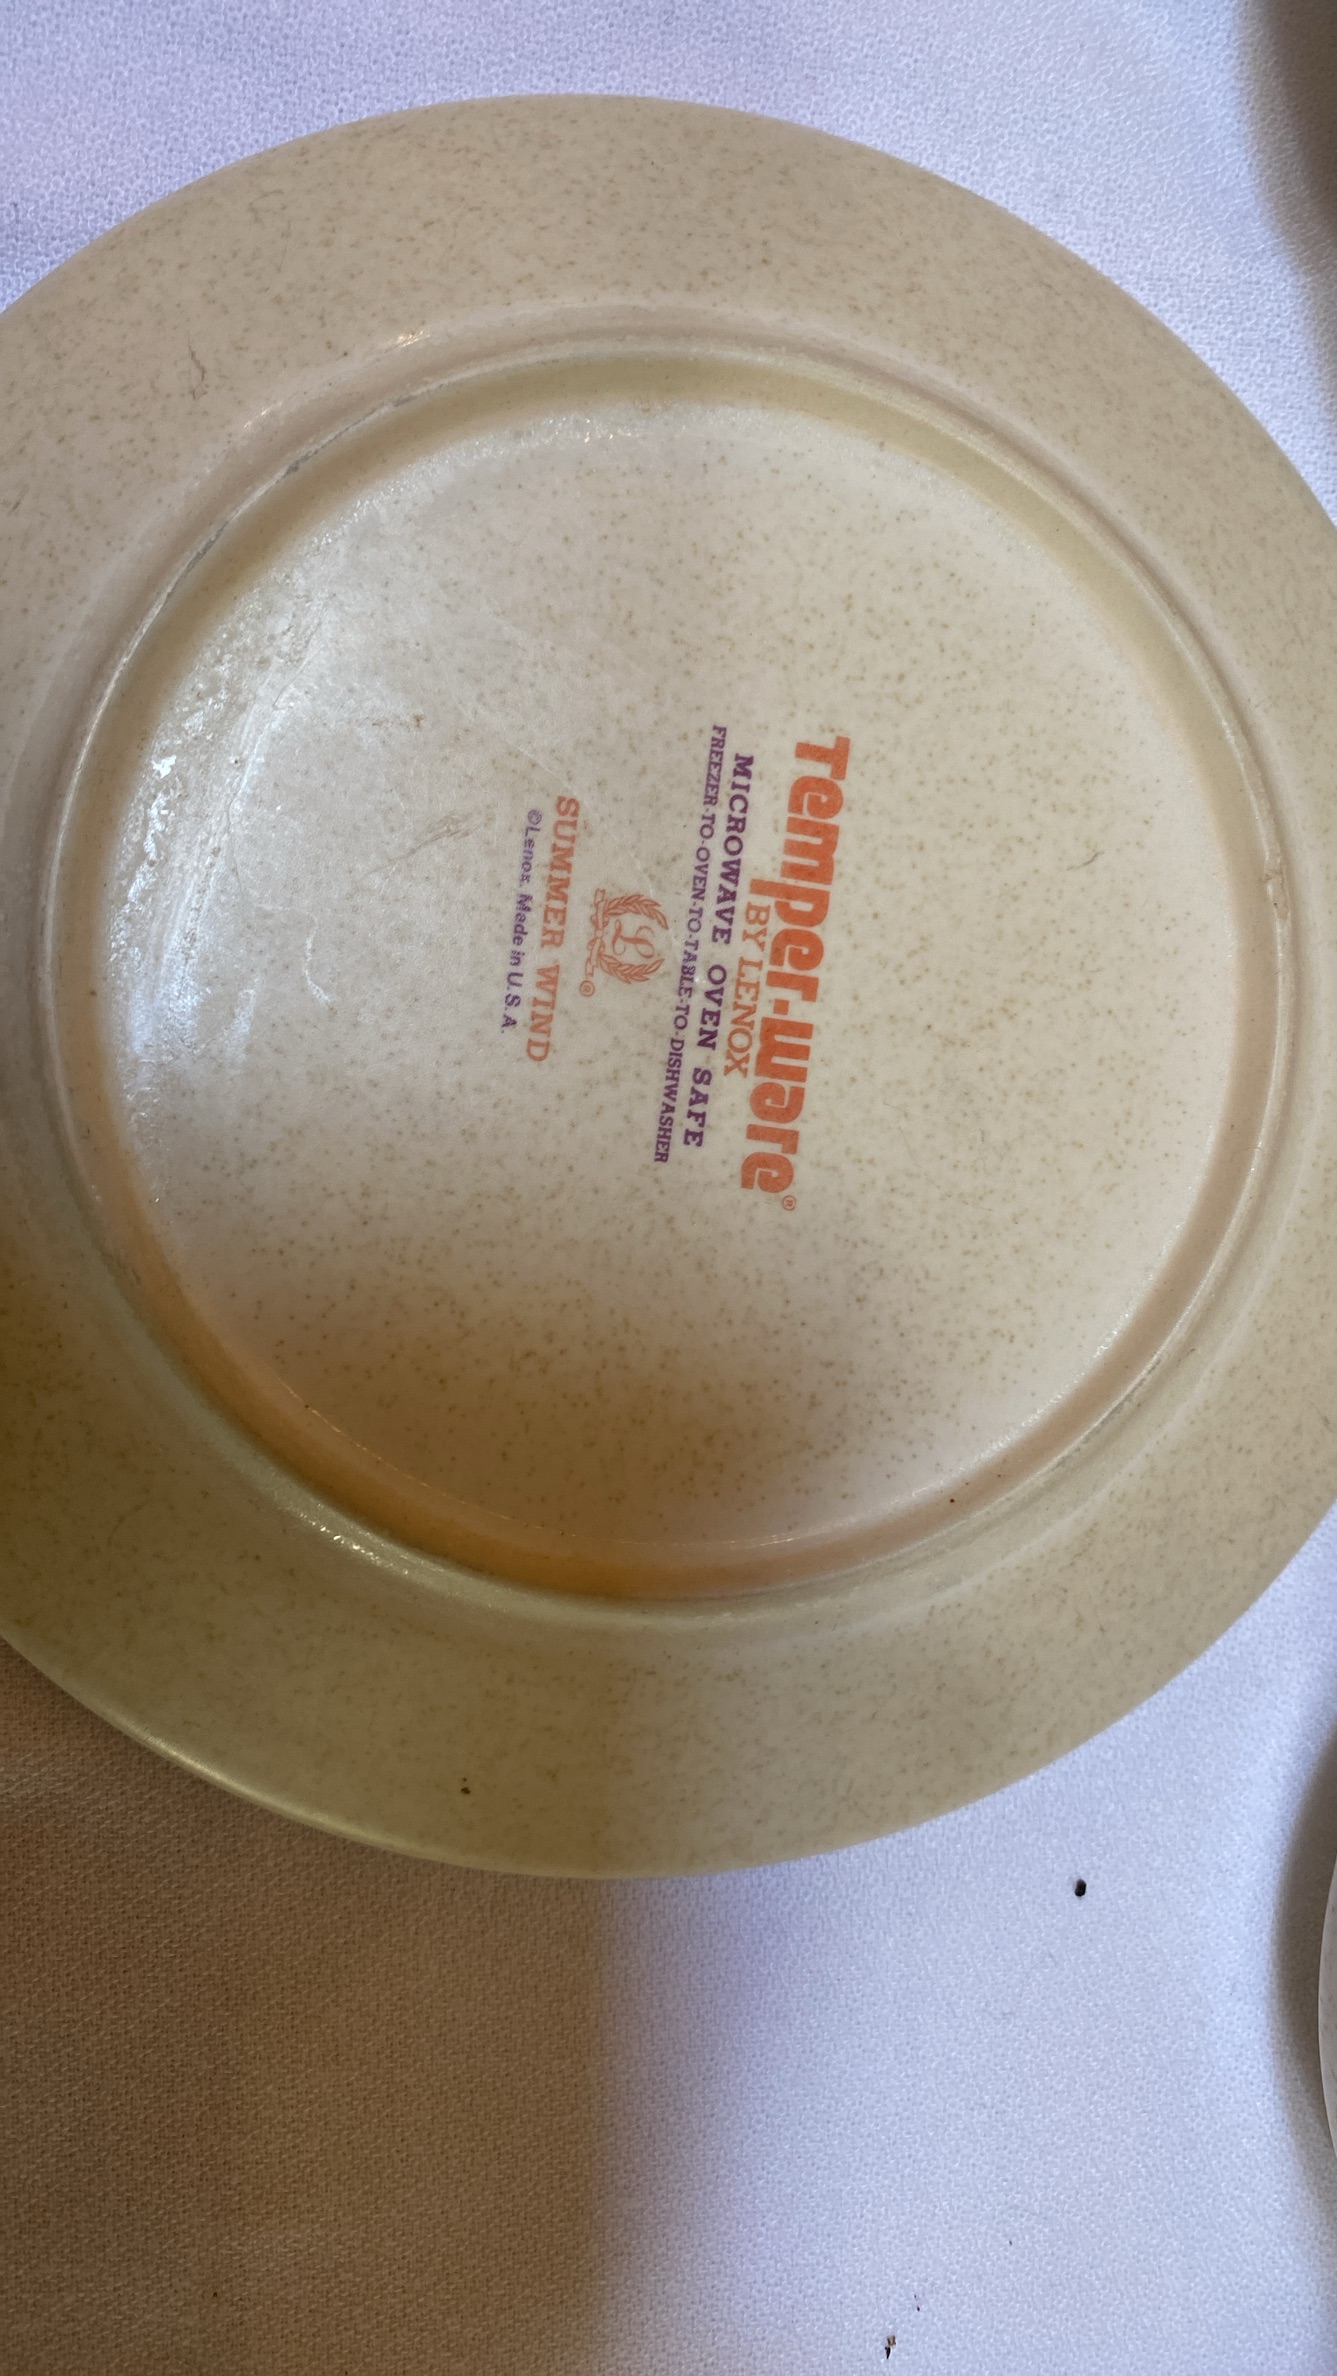 Temper-ware®
BY LENOX
MICROWAVE OVEN SAFE
FREEZER-TO-OVEN-TO-TABLE-TO-DISHWASHER
L ®
SUMMER WIND
©Lenox. Made in U.S.A.